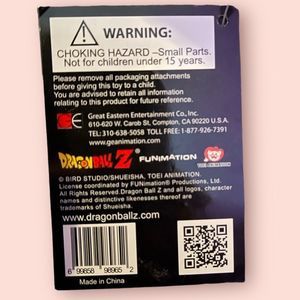 WARNING:
CHOKING HAZARD –Small Parts.
Not for children under 15 years.
Please remove all packaging attachments
before giving this toy to a child.
You are advised to retain all information
relating to this product for future reference.
Great Eastern Entertainment Co., Inc.
610-620 W. Carob St. Compton, CA 90220 U.S.A.
TEL: 310-638-5058 TOLL FREE: 1-877-926-7391
www.geanimation.com
DRAGON BALL Z FUNIMATION TOEI ANIMATION
© BIRD STUDIO/SHUEISHA, TOEI ANIMATION.
License coordinated by FUNimation® Productions, Ltd.
All Rights Reserved.Dragon Ball Z and all logos, character
names and distinctive likenesses thereof are
trademarks of Shueisha, Inc.
www.dragonballz.com
6 99858 98965 2
Made in China